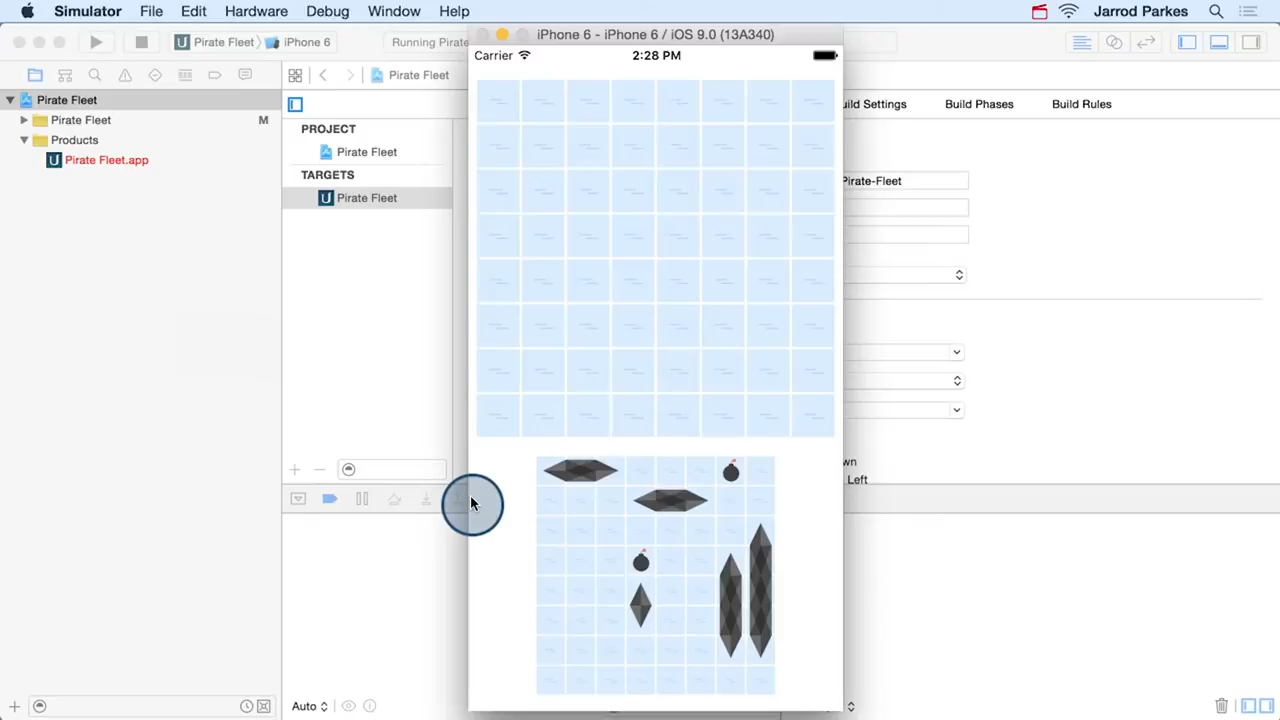 Simulator File Edit Hardware Debug Window Help Jarrod Parkes
Pirate Fleet iPhone 6 Running Pirate
iPhone 6 - iPhone 6 / iOS 9.0 (13A340)
Carrier 2:28 PM
Pirate Fleet
Pirate Fleet
Pirate Fleet M
Products
Pirate Fleet.app
PROJECT
Pirate Fleet
TARGETS
Pirate Fleet
uild Settings Build Phases Build Rules
Pirate-Fleet
wn
Left
Auto